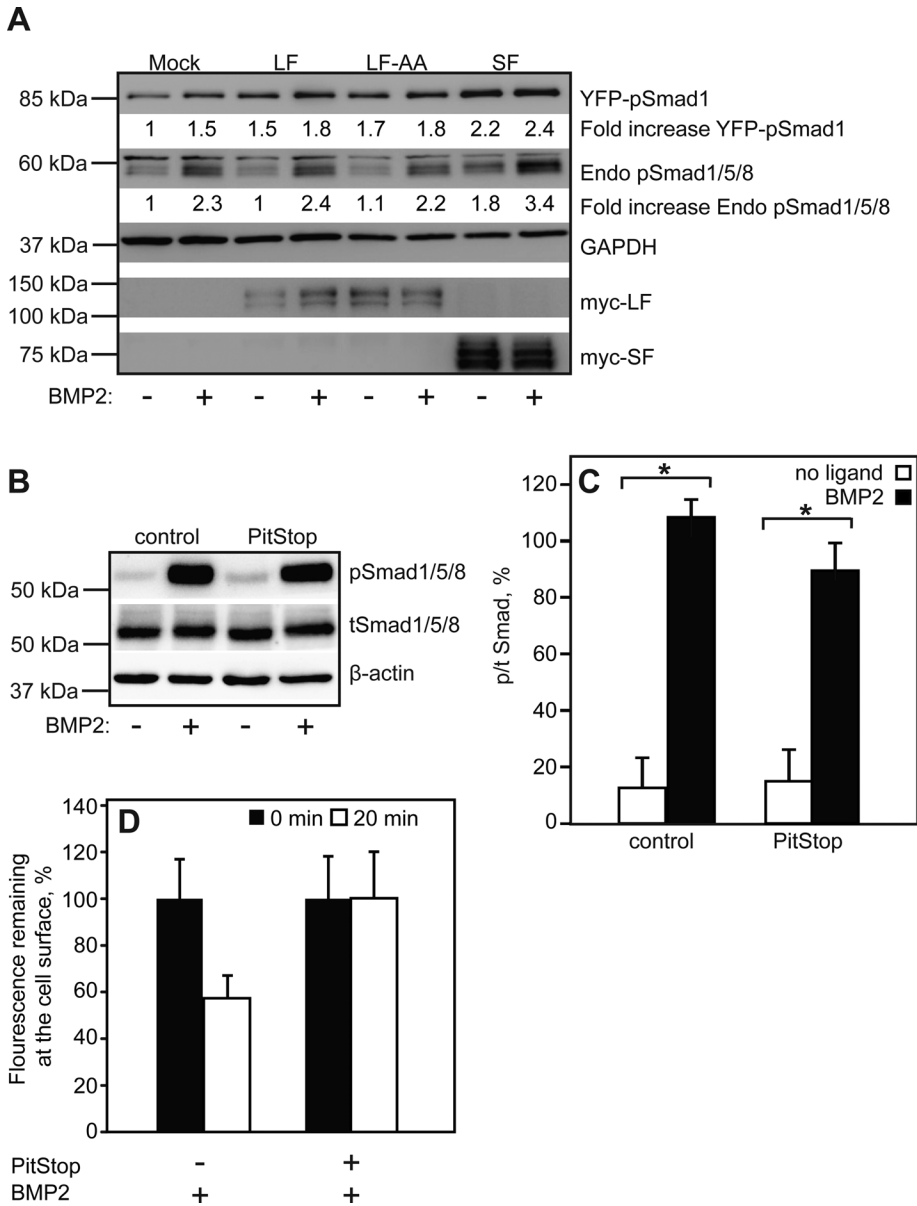 A
Mock LF LF-AA SF
85 kDa YFP-pSmad1
1 1.5 1.5 1.8 1.7 1.8 2.2 2.4 Fold increase YFP-pSmad1
60 kDa Endo pSmad1/5/8
1 2.3 1 2.4 1.1 2.2 1.8 3.4 Fold increase Endo pSmad1/5/8
37 kDa GAPDH
150 kDa
myc-LF
100 kDa
75 kDa myc-SF
BMP2: - + - + - + - +
B
control PitStop
50 kDa pSmad1/5/8
50 kDa tSmad1/5/8
37 kDa β-actin
BMP2: - + - +
C
no ligand
BMP2
* *
p/t Smad, %
120
100
80
60
40
20
0
control PitStop
D
0 min 20 min
Flourescence remaining
at the cell surface, %
140
120
100
80
60
40
20
0
PitStop - +
BMP2 + +